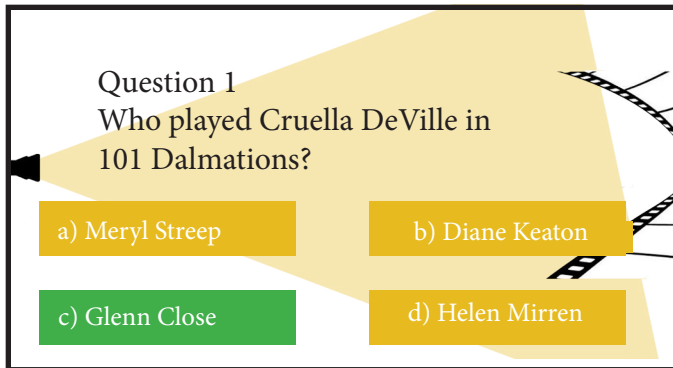 Question 1
Who played Cruella DeVille in
101 Dalmations?
a) Meryl Streep
b) Diane Keaton
c) Glenn Close
d) Helen Mirren